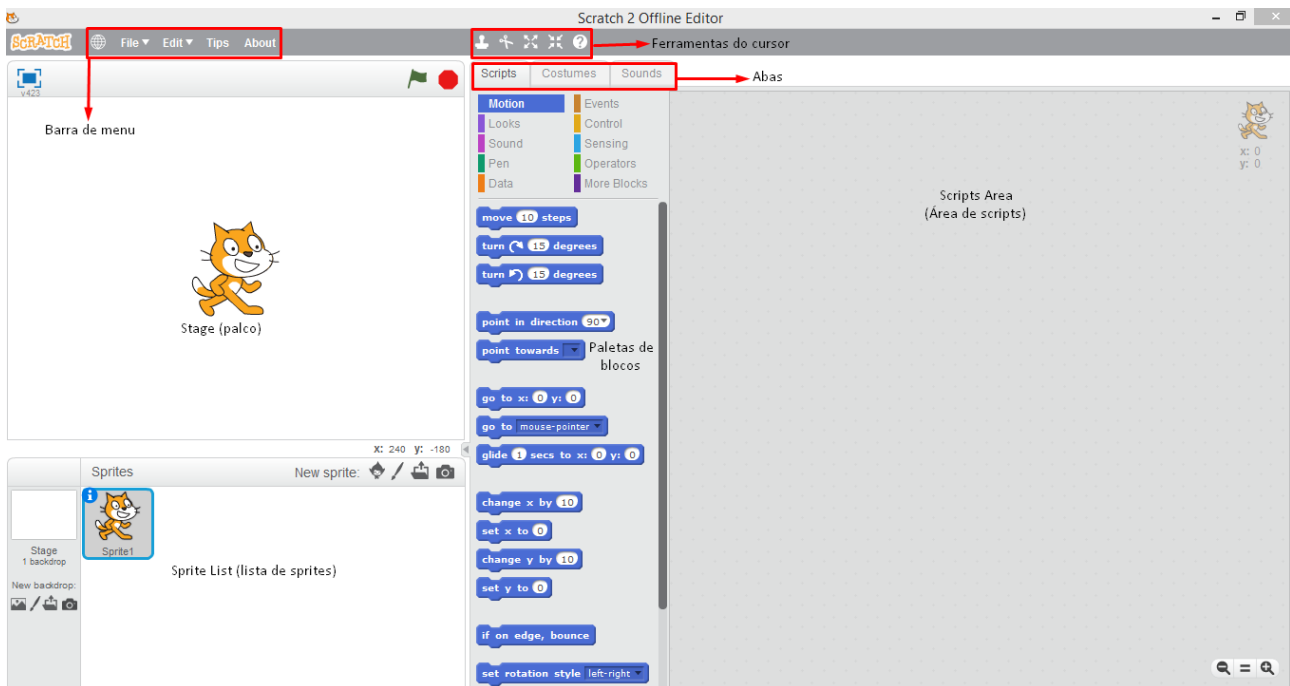 Scratch 2 Offline Editor
SCRATCH File Edit Tips About
Ferramentas do cursor
v423
Scripts Costumes Sounds
Abas
Barra de menu
Motion Events
Looks Control
Sound Sensing
Pen Operators
Data More Blocks
x: 0
y: 0
Scripts Area
(Área de scripts)
move 10 steps
turn 15 degrees
turn 15 degrees
Stage (palco)
point in direction 90
point towards
Paletas de
blocos
go to x: 0 y: 0
go to mouse-pointer
glide 1 secs to x: 0 y: 0
change x by 10
set x to 0
change y by 10
set y to 0
if on edge, bounce
set rotation style left-right
X: 240 y: -180
Sprites New sprite:
Stage
1 backdrop
New backdrop:
Sprite1
Sprite List (lista de sprites)